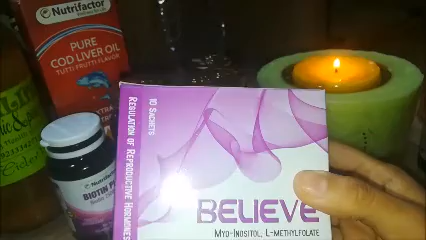 Nutrifactor
PURE
COD LIVER OIL
TUTTI FRUTTI FLAVOR
Nutrifactor
BIOTIN
10 SACHETS
REGULATION OF REPRODUCTIVE HORMONES
BELIEVE
MYO-INOSITOL, L-METHYLFOLATE